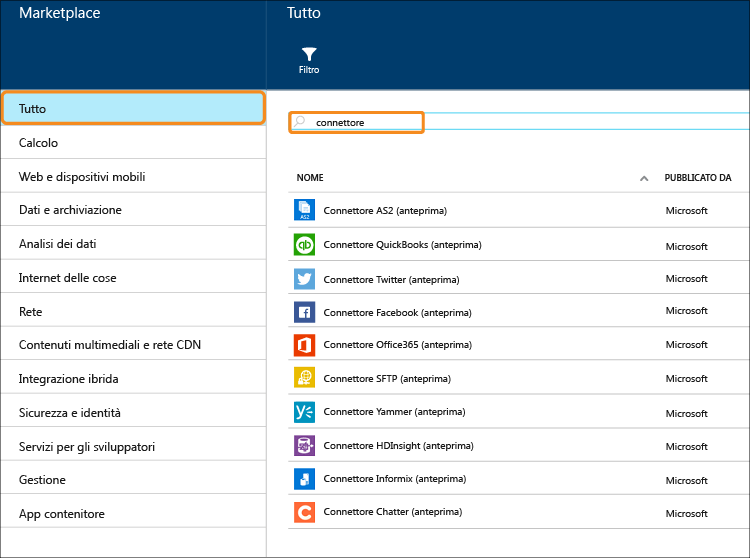 Marketplace
Tutto
Filtro
Tutto
Calcolo
Web e dispositivi mobili
Dati e archiviazione
Analisi dei dati
Internet delle cose
Rete
Contenuti multimediali e rete CDN
Integrazione ibrida
Sicurezza e identità
Servizi per gli sviluppatori
Gestione
App contenitore
connettore
NOME PUBBLICATO DA
AS2 Connettore AS2 (anteprima) Microsoft
qb Connettore QuickBooks (anteprima) Microsoft
Connettore Twitter (anteprima) Microsoft
Connettore Facebook (anteprima) Microsoft
Connettore Office365 (anteprima) Microsoft
Connettore SFTP (anteprima) Microsoft
Connettore Yammer (anteprima) Microsoft
Connettore HDInsight (anteprima) Microsoft
Connettore Informix (anteprima) Microsoft
Connettore Chatter (anteprima) Microsoft